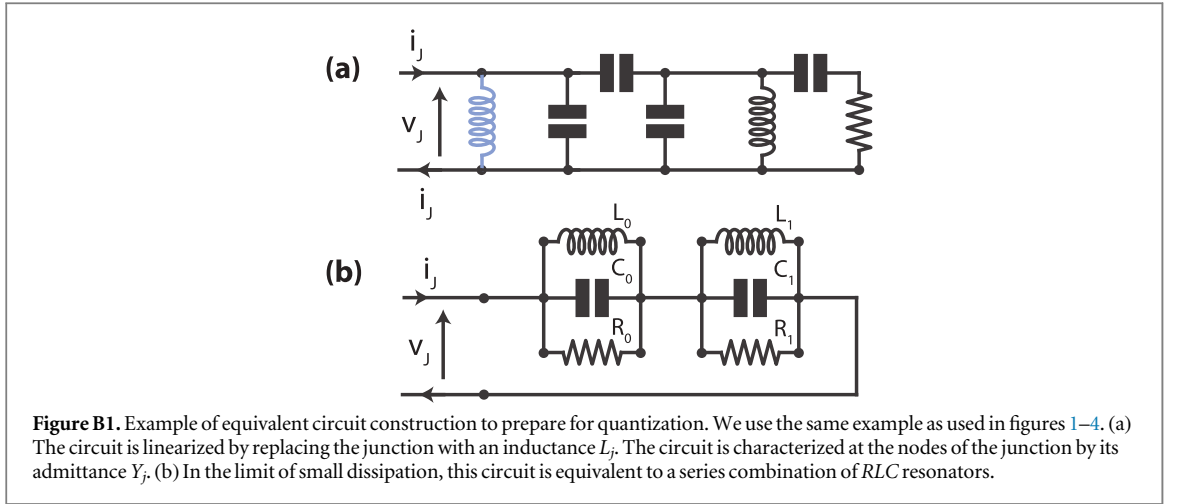 (a)
i_J
v_J
i_J
L_0
L_1
(b)
i_J
C_0
C_1
v_J
R_0
R_1
Figure B1. Example of equivalent circuit construction to prepare for quantization. We use the same example as used in figures 1–4. (a)
The circuit is linearized by replacing the junction with an inductance L_j. The circuit is characterized at the nodes of the junction by its
admittance Y_j. (b) In the limit of small dissipation, this circuit is equivalent to a series combination of RLC resonators.